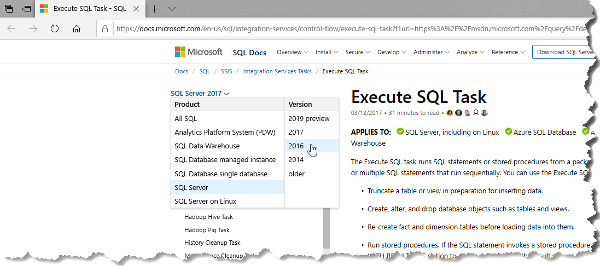 Execute SQL Task - SQL
https://docs.microsoft.com/en-us/sql/integration-services/control-flow/execute-sql-task?f1url=https%3A%2F%2Fmsdn.microsoft.com%2Fquery%2Fde
Microsoft SQL Docs Overview Install Secure Develop Administer Analyze Reference Download SQL Server
Docs / SQL / SSIS / Integration Services Tasks / Execute SQL Task
SQL Server 2017
Product Version
All SQL 2019 preview
Analytics Platform System (PDW) 2017
SQL Data Warehouse 2016
SQL Database managed instance 2014
SQL Database single database older
SQL Server
SQL Server on Linux
Hadoop Hive Task
Hadoop Pig Task
History Cleanup Task
Cleanup Task
Execute SQL Task
03/12/2017 • 31 minutes to read •
APPLIES TO: SQL Server, including on Linux Azure SQL Database
Warehouse
The Execute SQL task runs SQL statements or stored procedures from a pack
or multiple SQL statements that run sequentially. You can use the Execute S
• Truncate a table or view in preparation for inserting data.
• Create, alter, and drop database objects such as tables and views.
• Re-create fact and dimension tables before loading data into them.
• Run stored procedures. If the SQL statement invokes a stored procedure